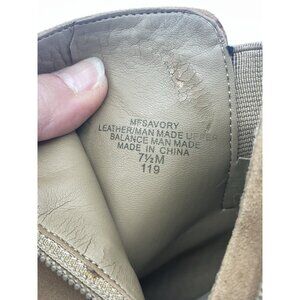 MFSAVORY
LEATHER/MAN MADE UPPER
BALANCE MAN MADE
MADE IN CHINA
7½M
119